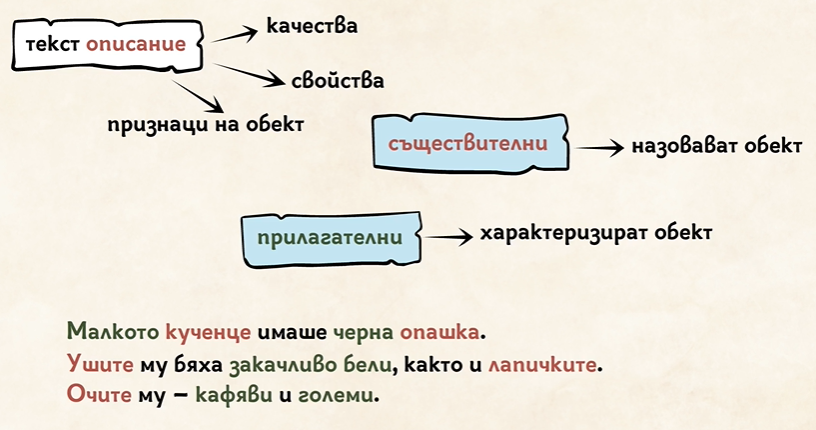 текст описание
качества
свойства
признаци на обект
съществителни
назовават обект
прилагателни
характеризират обект
Малкото кученце имаше черна опашка.
Ушите му бяха закачливо бели, както и лапичките.
Очите му – кафяви и големи.